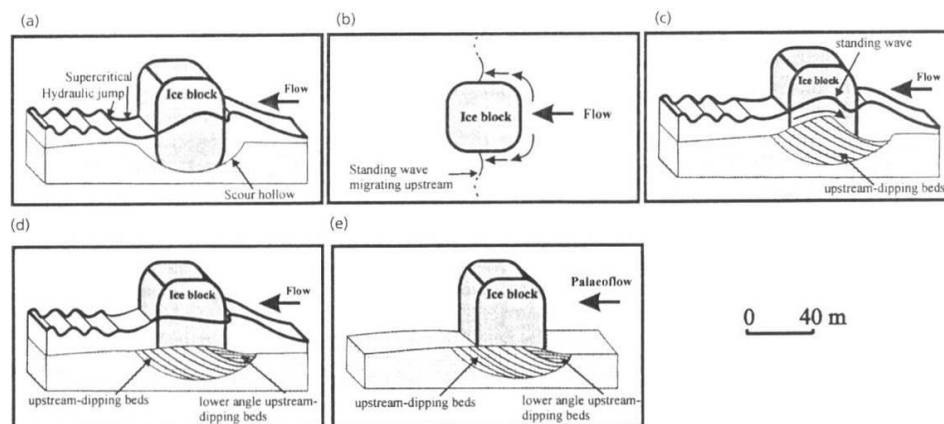 (a)
Supercritical
Hydraulic jump
Ice block
Flow
Scour hollow
(b)
Ice block
Flow
Standing wave
migrating upstream
(c)
standing wave
Ice block
Flow
upstream-dipping beds
(d)
Ice block
Flow
upstream-dipping beds
lower angle upstream-
dipping beds
(e)
Ice block
Palaeoflow
upstream-dipping beds
lower angle upstream-
dipping beds
0 40 m